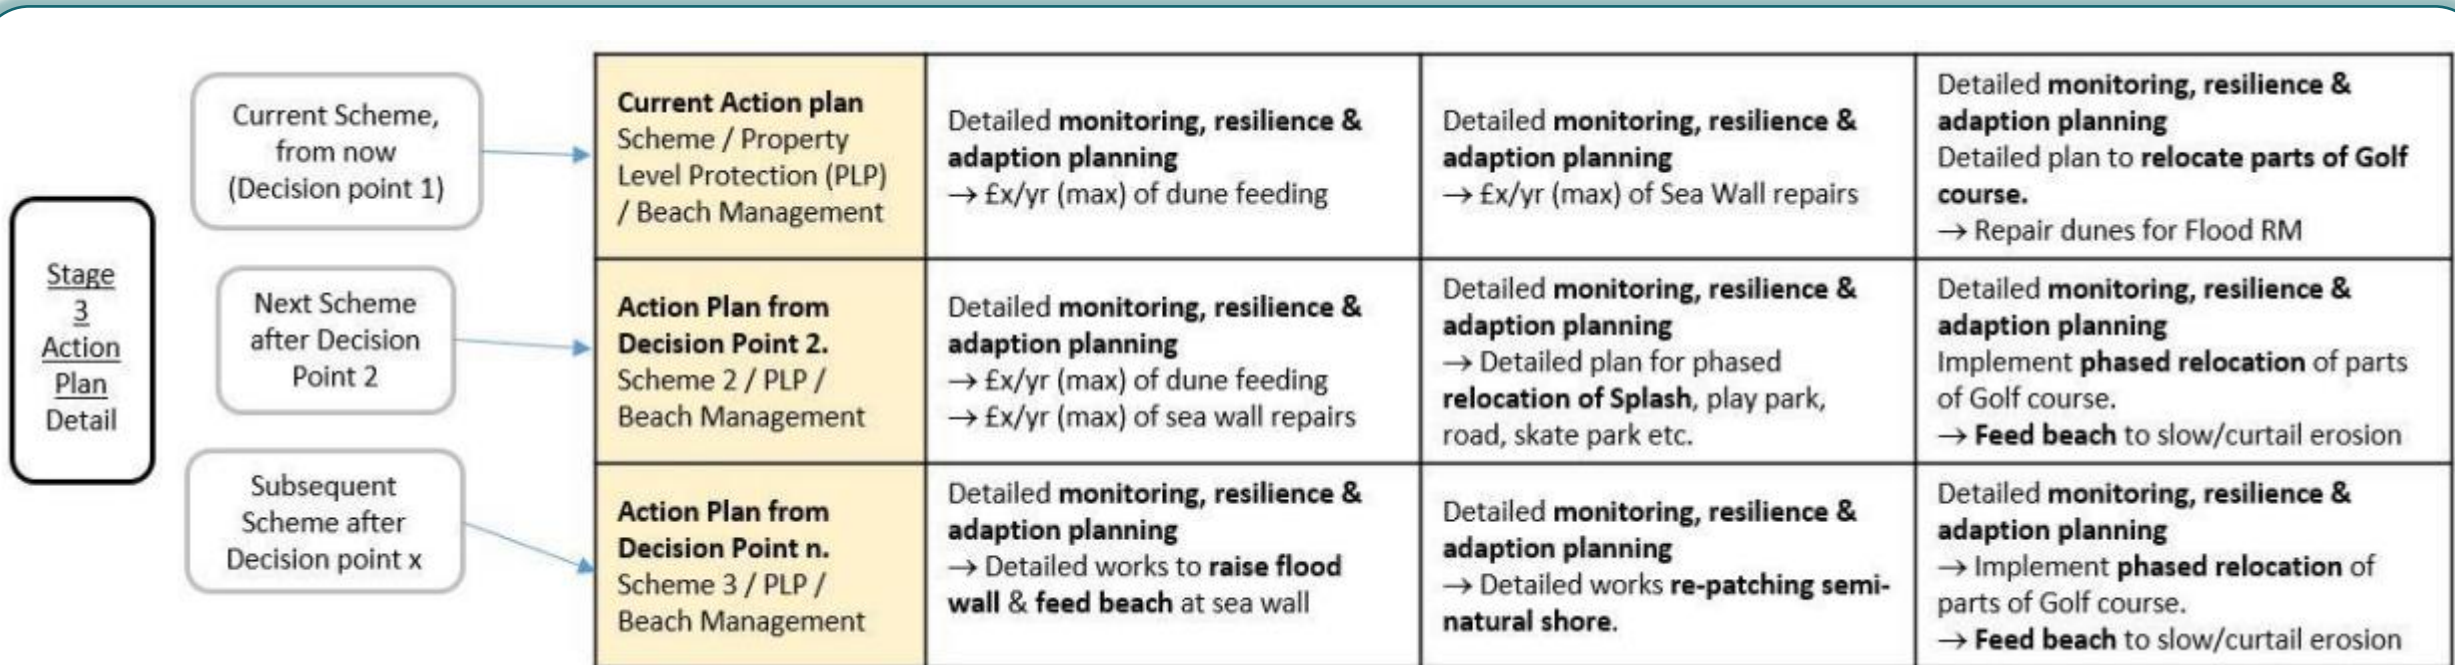 Stage
3
Action
Plan
Detail
Current Scheme,
from now
(Decision point 1)
Next Scheme
after Decision
Point 2
Subsequent
Scheme after
Decision point x
Current Action plan
Scheme / Property
Level Protection (PLP)
/ Beach Management
Detailed monitoring, resilience &
adaption planning
→ £x/yr (max) of dune feeding
Detailed monitoring, resilience &
adaption planning
→ £x/yr (max) of Sea Wall repairs
Detailed monitoring, resilience &
adaption planning
Detailed plan to relocate parts of Golf
course.
→ Repair dunes for Flood RM
Action Plan from
Decision Point 2.
Scheme 2 / PLP /
Beach Management
Detailed monitoring, resilience &
adaption planning
→ £x/yr (max) of dune feeding
→ £x/yr (max) of sea wall repairs
Detailed monitoring, resilience &
adaption planning
→ Detailed plan for phased
relocation of Splash, play park,
road, skate park etc.
Detailed monitoring, resilience &
adaption planning
Implement phased relocation of parts
of Golf course.
→ Feed beach to slow/curtail erosion
Action Plan from
Decision Point n.
Scheme 3 / PLP /
Beach Management
Detailed monitoring, resilience &
adaption planning
→ Detailed works to raise flood
wall & feed beach at sea wall
Detailed monitoring, resilience &
adaption planning
→ Detailed works re-patching semi-
natural shore.
Detailed monitoring, resilience &
adaption planning
→ Implement phased relocation of
parts of Golf course.
→ Feed beach to slow/curtail erosion